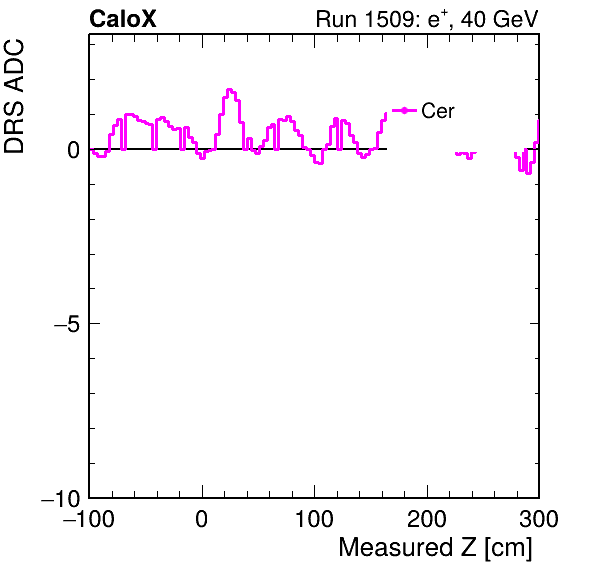 CaloX
Run 1509: e⁺, 40 GeV
DRS ADC
Cer
0
−5
−10
−100 0 100 200 300
Measured Z [cm]